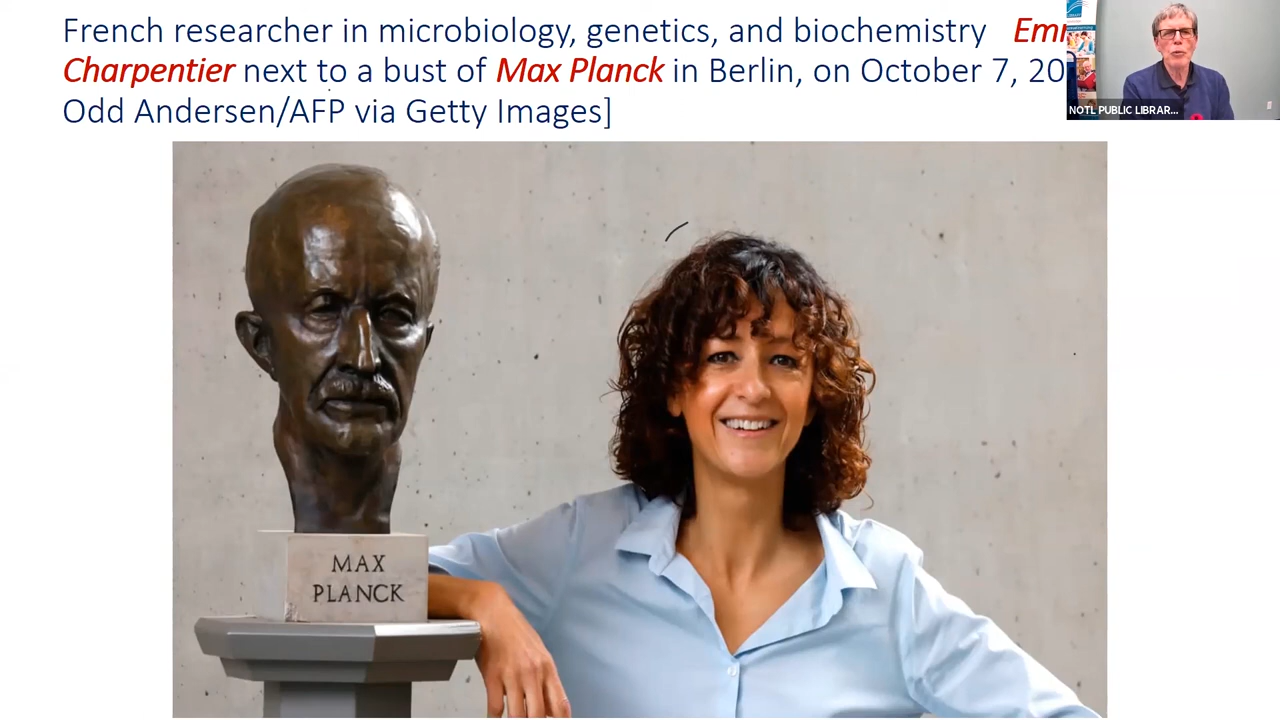 French researcher in microbiology, genetics, and biochemistry Em
Charpentier next to a bust of Max Planck in Berlin, on October 7, 20
Odd Andersen/AFP via Getty Images]
NOTL PUBLIC LIBRAR...
MAX
PLANCK